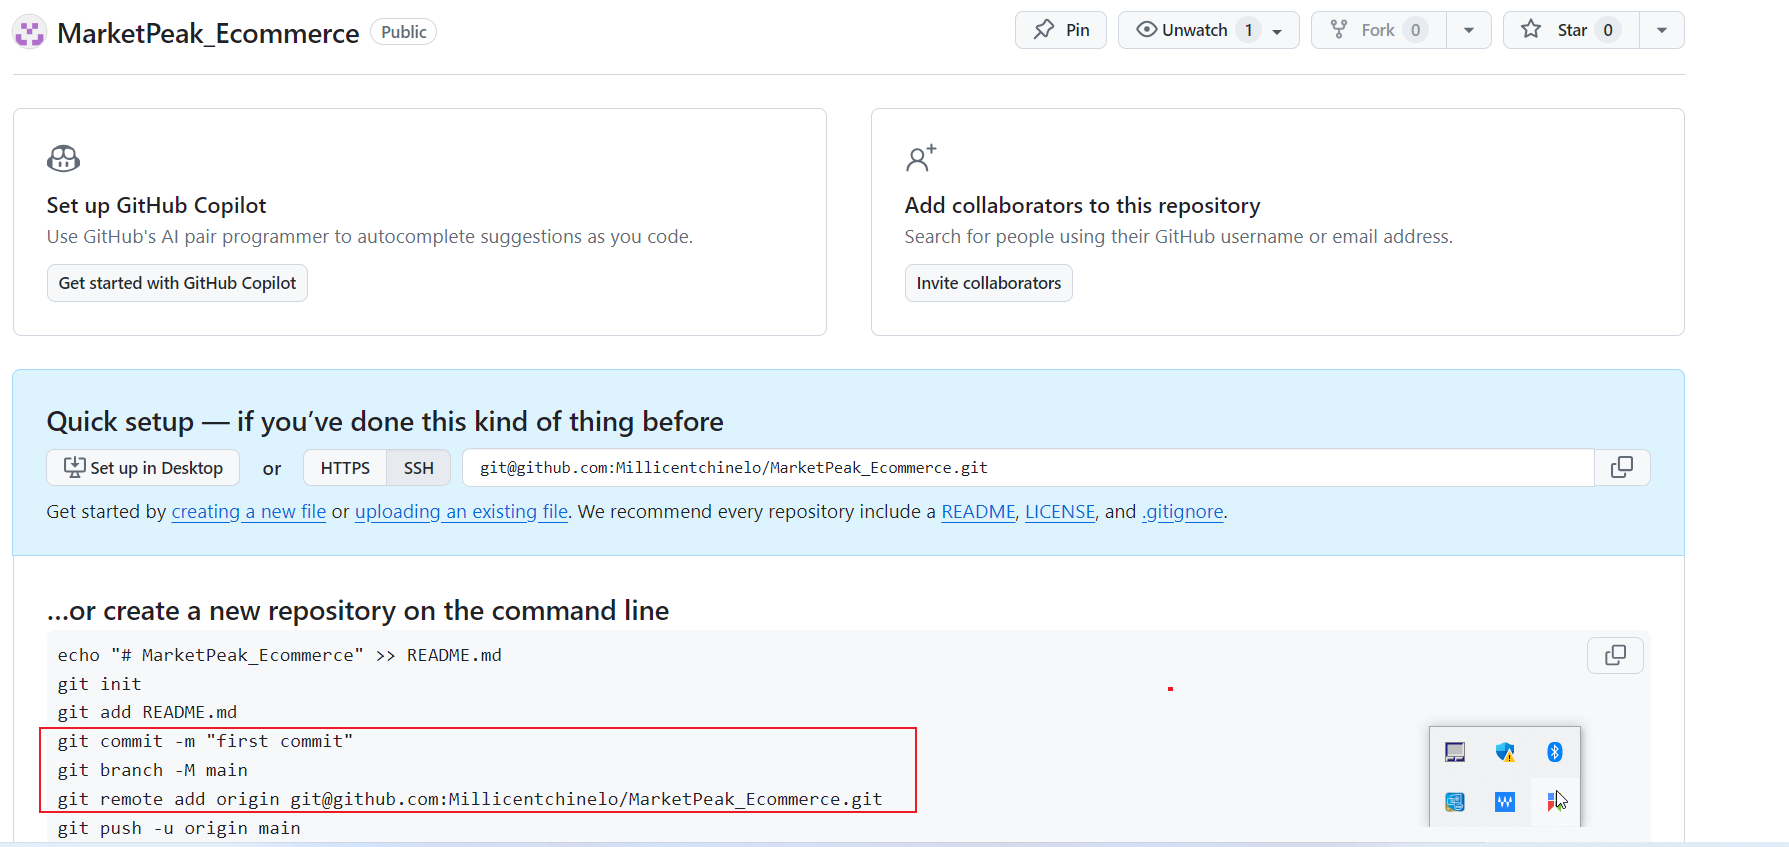 MarketPeak_Ecommerce Public
Pin Unwatch 1 Fork 0 Star 0
Set up GitHub Copilot
Use GitHub's AI pair programmer to autocomplete suggestions as you code.
Get started with GitHub Copilot
Add collaborators to this repository
Search for people using their GitHub username or email address.
Invite collaborators
Quick setup — if you’ve done this kind of thing before
Set up in Desktop or HTTPS SSH git@github.com:Millicentchinelo/MarketPeak_Ecommerce.git
Get started by creating a new file or uploading an existing file. We recommend every repository include a README, LICENSE, and .gitignore.
…or create a new repository on the command line
echo "# MarketPeak_Ecommerce" >> README.md
git init
git add README.md
git commit -m "first commit"
git branch -M main
git remote add origin git@github.com:Millicentchinelo/MarketPeak_Ecommerce.git
git push -u origin main